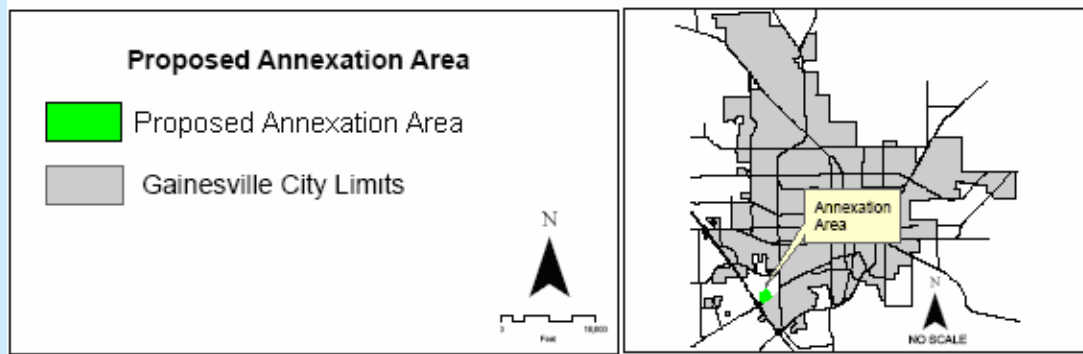 Proposed Annexation Area
Proposed Annexation Area
Gainesville City Limits
N
Feet
Annexation
Area
N
NO SCALE